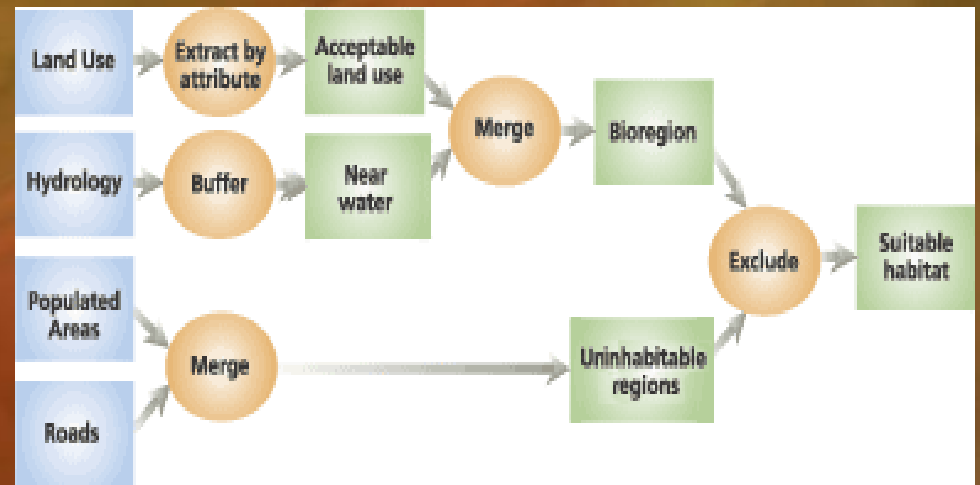 Land Use
Extract by
attribute
Acceptable
land use
Merge
Bioregion
Hydrology
Buffer
Near
water
Exclude
Suitable
habitat
Populated
Areas
Merge
Uninhabitable
regions
Roads